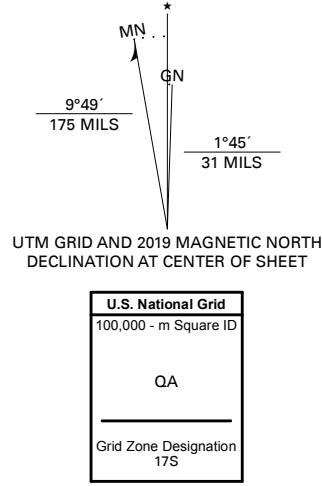 ★
MN
GN
9°49´
175 MILS
1°45´
31 MILS
UTM GRID AND 2019 MAGNETIC NORTH
DECLINATION AT CENTER OF SHEET
U.S. National Grid
100,000 - m Square ID
QA
Grid Zone Designation
17S